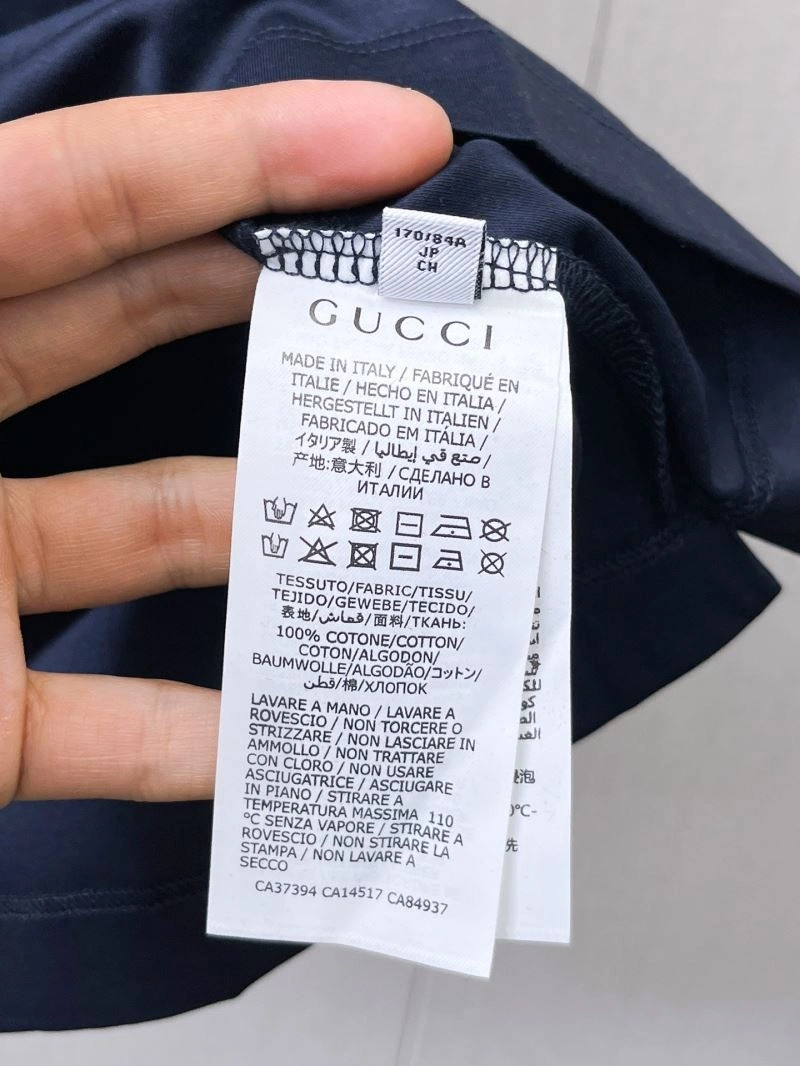 170/84A
JP
CH
GUCCI
MADE IN ITALY / FABRIQUÉ EN
ITALIE / HECHO EN ITALIA /
HERGESTELLT IN ITALIEN /
FABRICADO EM ITÁLIA /
イタリア製 / صنع في إيطاليا /
产地:意大利 / СДЕЛАНО В
ИТАЛИИ
TESSUTO/FABRIC/TISSU/
TEJIDO/GEWEBE/TECIDO/
表地/قماش/面料/ТКАНЬ:
100% COTONE/COTTON/
COTON/ALGODON/
BAUMWOLLE/ALGODÃO/コットン/
قطن/棉/ХЛОПОК
LAVARE A MANO / LAVARE A
ROVESCIO / NON TORCERE O
STRIZZARE / NON LASCIARE IN
AMMOLLO / NON TRATTARE
CON CLORO / NON USARE
ASCIUGATRICE / ASCIUGARE
IN PIANO / STIRARE A
TEMPERATURA MASSIMA 110
°C SENZA VAPORE / STIRARE A
ROVESCIO / NON STIRARE LA
STAMPA / NON LAVARE A
SECCO
CA37394 CA14517 CA84937
浸泡
0°C-
先